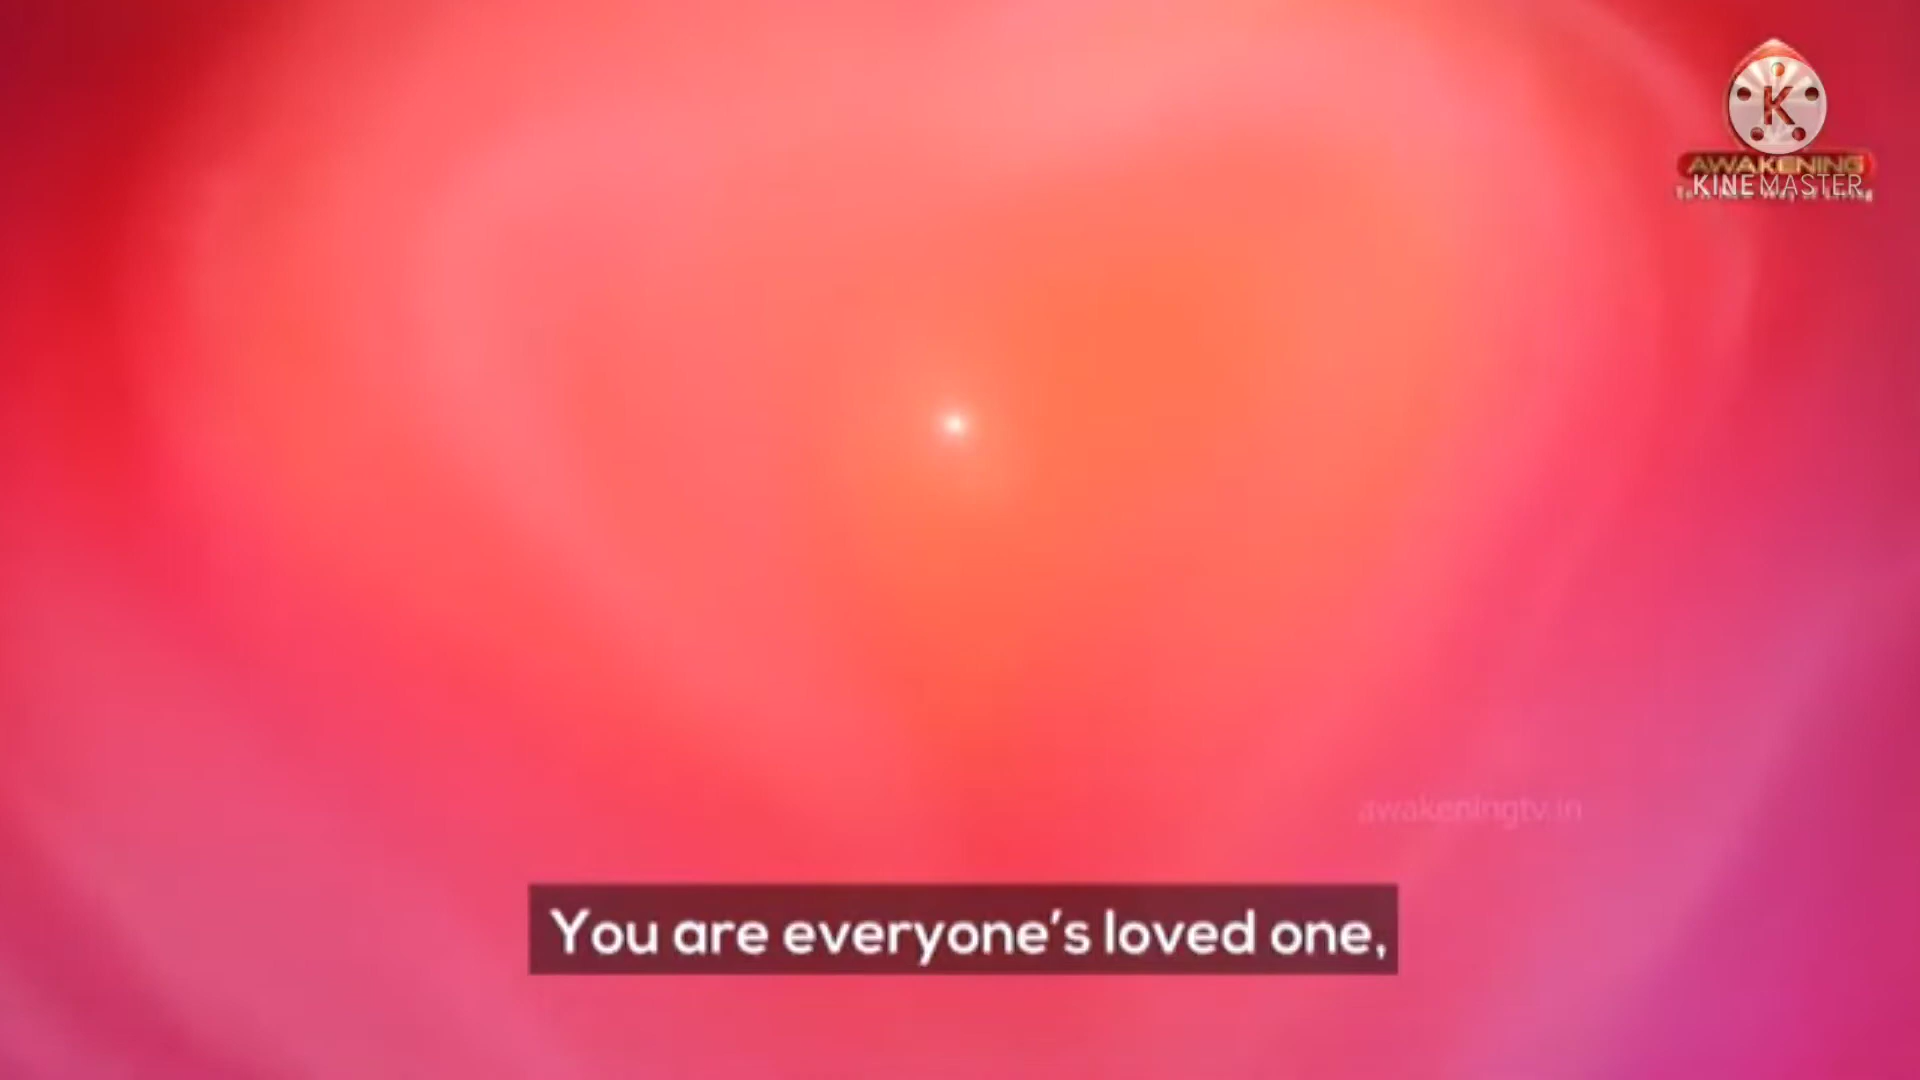 K
AWAKENING
KINEMASTER
awakeningtv.in
You are everyone's loved one,